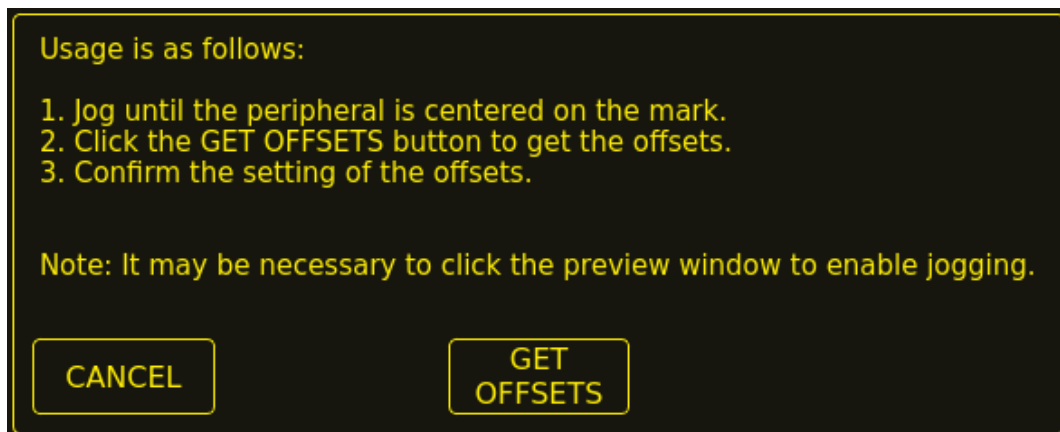 Usage is as follows:
1. Jog until the peripheral is centered on the mark.
2. Click the GET OFFSETS button to get the offsets.
3. Confirm the setting of the offsets.
Note: It may be necessary to click the preview window to enable jogging.
CANCEL
GET
OFFSETS